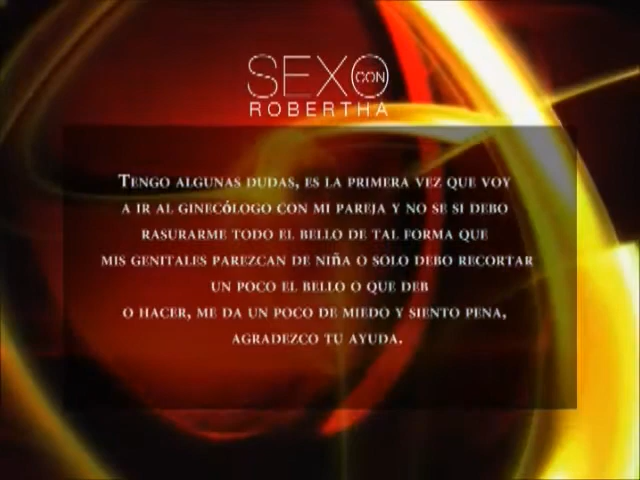 SEXO CON
ROBERTHA
TENGO ALGUNAS DUDAS, ES LA PRIMERA VEZ QUE VOY
A IR AL GINECÓLOGO CON MI PAREJA Y NO SE SI DEBO
RASURARME TODO EL BELLO DE TAL FORMA QUE
MIS GENITALES PAREZCAN DE NIÑA O SOLO DEBO RECORTAR
UN POCO EL BELLO O QUE DEB
O HACER, ME DA UN POCO DE MIEDO Y SIENTO PENA,
AGRADEZCO TU AYUDA.